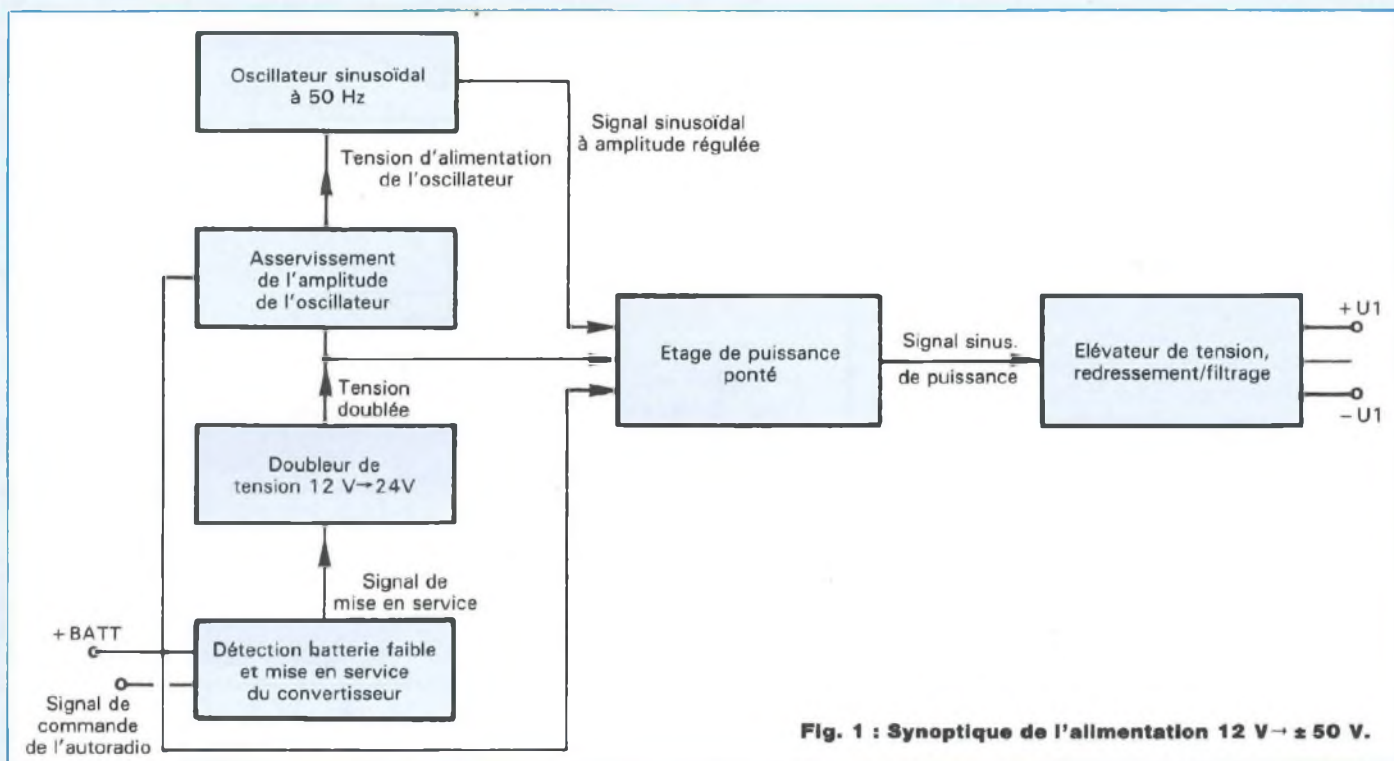 Oscillateur sinusoïdal
à 50 Hz
Signal sinusoïdal
à amplitude régulée
Tension d'alimentation
de l'oscillateur
Asservissement
de l'amplitude
de l'oscillateur
Etage de puissance
ponté
Signal sinus.
de puissance
Elévateur de tension,
redressement/filtrage
+ U1
– U1
Tension
doublée
Doubleur de
tension 12 V→24V
Signal de
mise en service
+ BATT
Détection batterie faible
et mise en service
du convertisseur
Signal de
commande
de l'autoradio
Fig. 1 : Synoptique de l'alimentation 12 V→ ± 50 V.